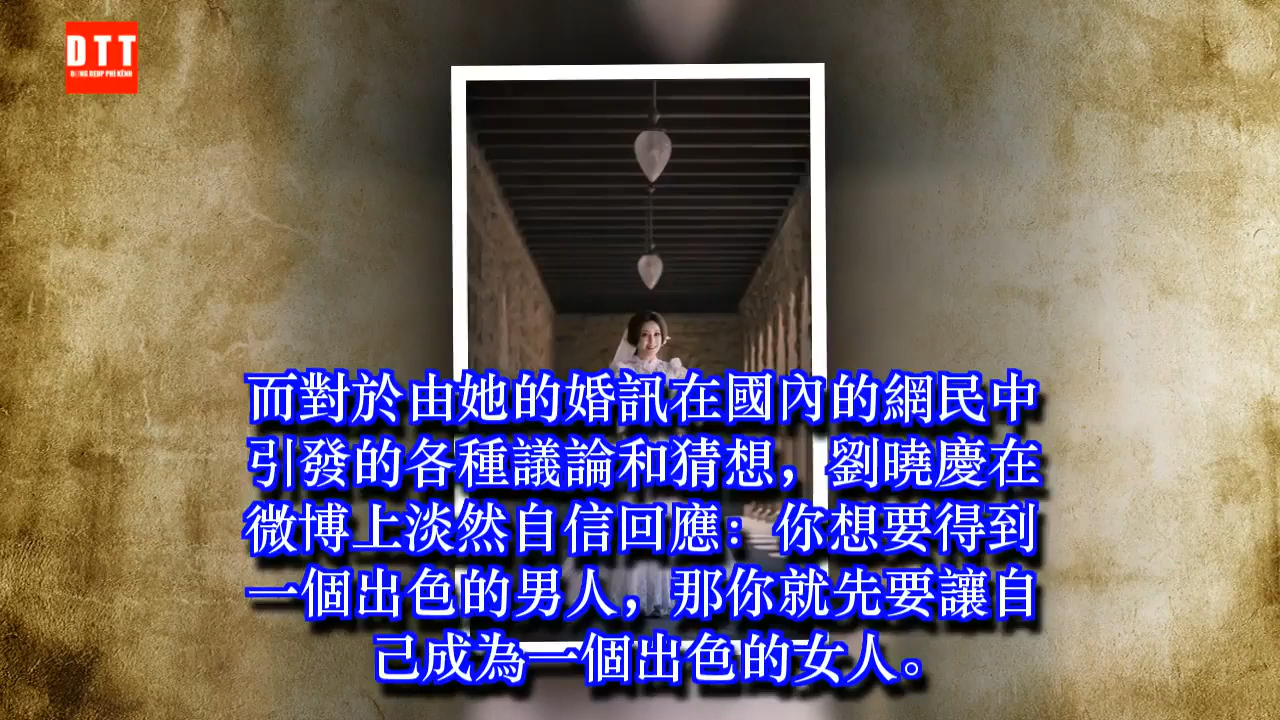 DTT
而對於由她的婚訊在國內的網民中
引發的各種議論和猜想，劉曉慶在
微博上淡然自信回應：你想要得到
一個出色的男人，那你就先要讓自
己成為一個出色的女人。